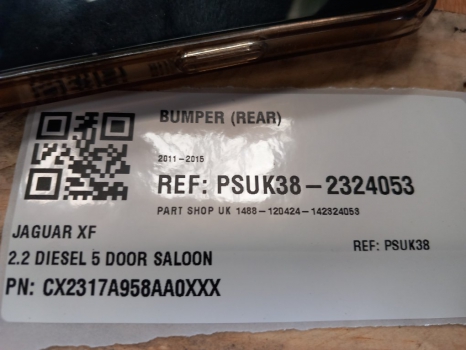 BUMPER (REAR)
2011-2015
REF: PSUK38-2324053
PART SHOP UK 1488-120424-142324053
JAGUAR XF
REF: PSUK38
2.2 DIESEL 5 DOOR SALOON
PN: CX2317A958AA0XXX